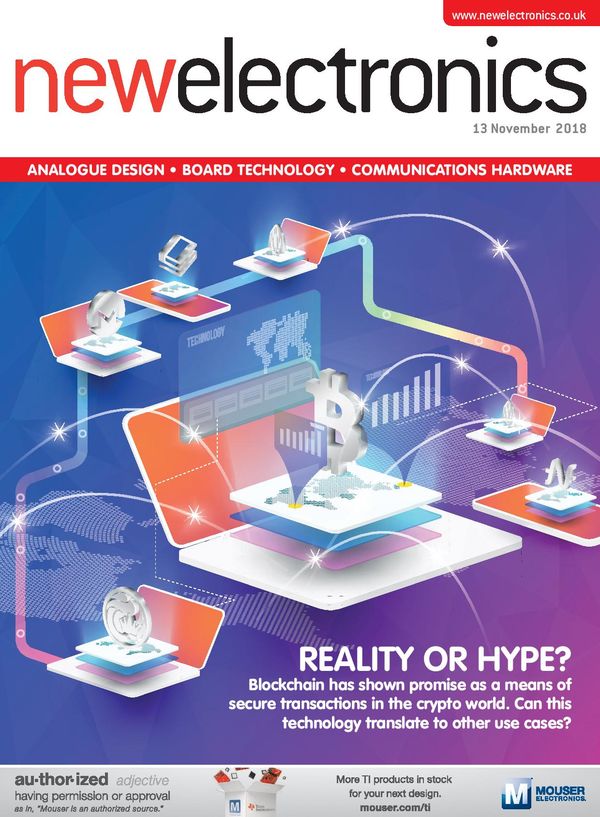 www.newelectronics.co.uk
newelectronics
13 November 2018
ANALOGUE DESIGN • BOARD TECHNOLOGY • COMMUNICATIONS HARDWARE
TECHNOLOGY
REALITY OR HYPE?
Blockchain has shown promise as a means of
secure transactions in the crypto world. Can this
technology translate to other use cases?
au·thor·ized adjective
having permission or approval
as in, "Mouser is an authorized source."
More TI products in stock
for your next design.
mouser.com/ti
M MOUSER
ELECTRONICS.